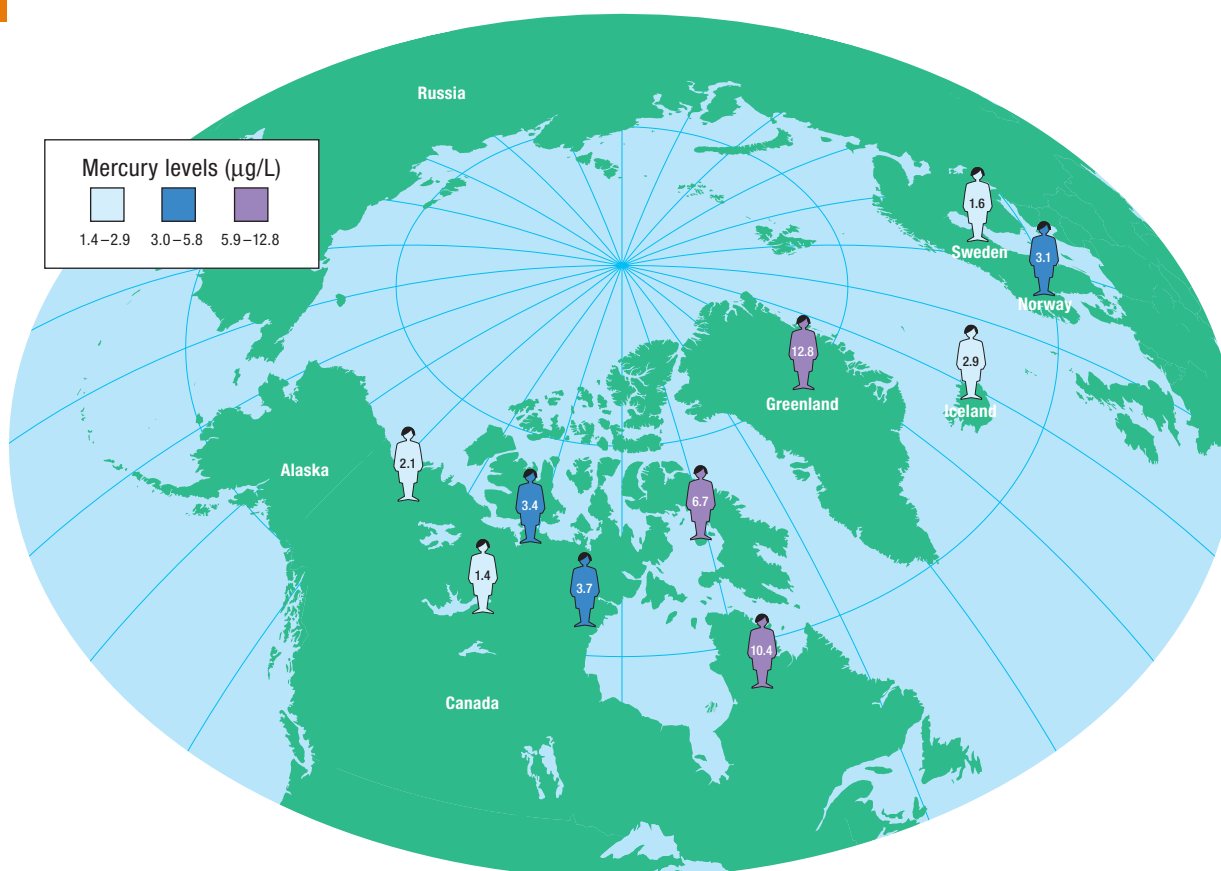 Russia
Mercury levels (µg/L)
1.4–2.9 3.0–5.8 5.9–12.8
1.6
Sweden
3.1
Norway
12.8
Greenland
2.9
Iceland
2.1
Alaska
3.4
6.7
1.4
3.7
10.4
Canada